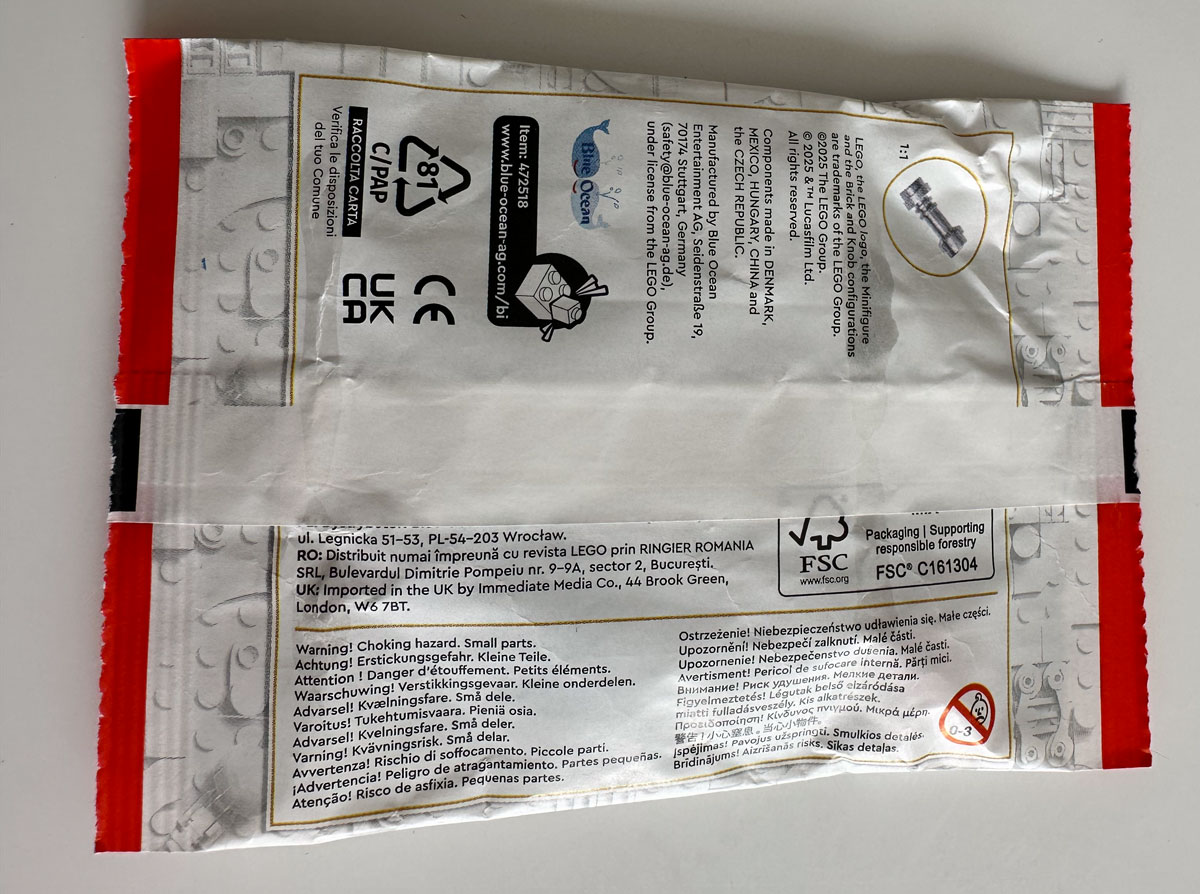 1:1
LEGO, the LEGO logo, the Minifigure
and the Brick and Knob configurations
are trademarks of the LEGO Group.
©2025 The LEGO Group.
© 2025 & ™ Lucasfilm Ltd.
All rights reserved.
Components made in DENMARK,
MEXICO, HUNGARY, CHINA and
the CZECH REPUBLIC.
Manufactured by Blue Ocean
Entertainment AG, Seidenstraße 19,
70174 Stuttgart, Germany
(safety@blue-ocean-ag.de),
under license from the LEGO Group.
Blue Ocean
Item: 472518
www.blue-ocean-ag.com/bi
81
C/PAP
RACCOLTA CARTA
Verifica le disposizioni
del tuo Comune
CE
UK
CA
ul. Legnicka 51–53, PL-54–203 Wrocław.
RO: Distribuit numai împreună cu revista LEGO prin RINGIER ROMANIA
SRL, Bulevardul Dimitrie Pompeiu nr. 9–9A, sector 2, București.
UK: Imported in the UK by Immediate Media Co., 44 Brook Green,
London, W6 7BT.
FSC
www.fsc.org
Packaging | Supporting
responsible forestry
FSC® C161304
Warning! Choking hazard. Small parts.
Achtung! Erstickungsgefahr. Kleine Teile.
Attention ! Danger d'étouffement. Petits éléments.
Waarschuwing! Verstikkingsgevaar. Kleine onderdelen.
Advarsel! Kvælningsfare. Små dele.
Varoitus! Tukehtumisvaara. Pieniä osia.
Advarsel! Kvelningsfare. Små deler.
Varning! Kvävningsrisk. Små delar.
Avvertenza! Rischio di soffocamento. Piccole parti.
¡Advertencia! Peligro de atragantamiento. Partes pequeñas.
Atenção! Risco de asfixia. Pequenas partes.
Ostrzeżenie! Niebezpieczeństwo udławienia się. Małe części.
Upozornění! Nebezpečí zalknutí. Malé části.
Upozornenie! Nebezpečenstvo dusenia. Malé časti.
Avertisment! Pericol de sufocare internă. Părți mici.
Внимание! Риск удушения. Мелкие детали.
Figyelmeztetés! Légutak belső elzáródása
miatti fulladásveszély. Kis alkatrészek.
Προειδοποίηση! Κίνδυνος πνιγμού. Μικρά μέρη.
警告!小心窒息。当心小物件。
Įspėjimas! Pavojus užspringti. Smulkios detalės.
Brīdinājums! Aizrīšanās risks. Sīkas detaļas.
0-3